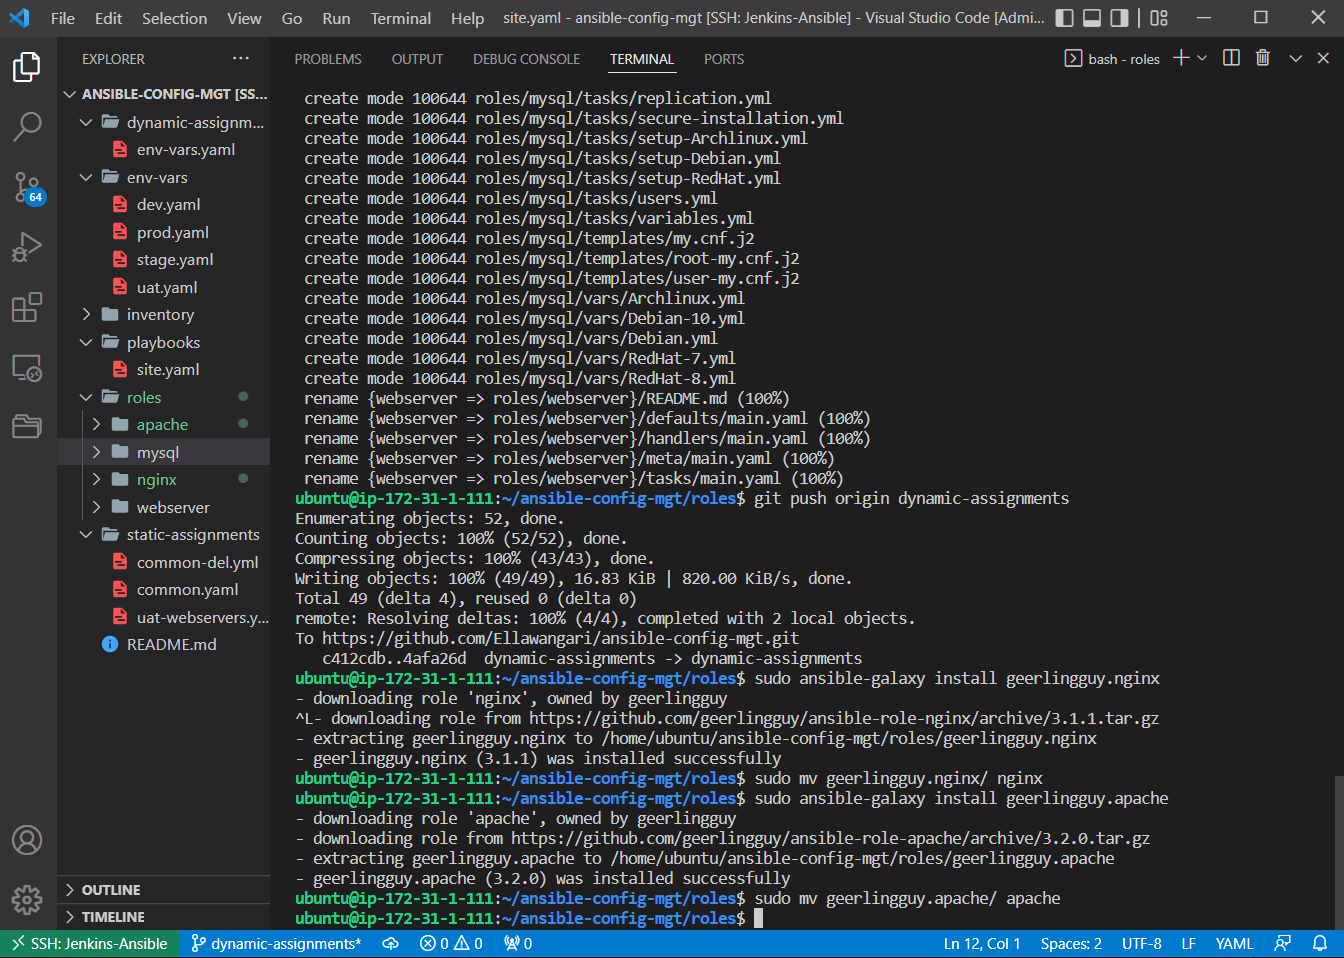 File Edit Selection View Go Run Terminal Help site.yaml - ansible-config-mgt [SSH: Jenkins-Ansible] - Visual Studio Code [Admi...
EXPLORER ...
ANSIBLE-CONFIG-MGT [SS...
dynamic-assignm...
env-vars.yaml
env-vars
dev.yaml
prod.yaml
stage.yaml
uat.yaml
inventory
playbooks
site.yaml
roles
apache
mysql
nginx
webserver
static-assignments
common-del.yml
common.yaml
uat-webservers.y...
README.md
OUTLINE
TIMELINE
64
PROBLEMS OUTPUT DEBUG CONSOLE TERMINAL PORTS bash - roles
create mode 100644 roles/mysql/tasks/replication.yml
create mode 100644 roles/mysql/tasks/secure-installation.yml
create mode 100644 roles/mysql/tasks/setup-Archlinux.yml
create mode 100644 roles/mysql/tasks/setup-Debian.yml
create mode 100644 roles/mysql/tasks/setup-RedHat.yml
create mode 100644 roles/mysql/tasks/users.yml
create mode 100644 roles/mysql/tasks/variables.yml
create mode 100644 roles/mysql/templates/my.cnf.j2
create mode 100644 roles/mysql/templates/root-my.cnf.j2
create mode 100644 roles/mysql/templates/user-my.cnf.j2
create mode 100644 roles/mysql/vars/Archlinux.yml
create mode 100644 roles/mysql/vars/Debian-10.yml
create mode 100644 roles/mysql/vars/Debian.yml
create mode 100644 roles/mysql/vars/RedHat-7.yml
create mode 100644 roles/mysql/vars/RedHat-8.yml
rename {webserver => roles/webserver}/README.md (100%)
rename {webserver => roles/webserver}/defaults/main.yaml (100%)
rename {webserver => roles/webserver}/handlers/main.yaml (100%)
rename {webserver => roles/webserver}/meta/main.yaml (100%)
rename {webserver => roles/webserver}/tasks/main.yaml (100%)
ubuntu@ip-172-31-1-111:~/ansible-config-mgt/roles$ git push origin dynamic-assignments
Enumerating objects: 52, done.
Counting objects: 100% (52/52), done.
Compressing objects: 100% (43/43), done.
Writing objects: 100% (49/49), 16.83 KiB | 820.00 KiB/s, done.
Total 49 (delta 4), reused 0 (delta 0)
remote: Resolving deltas: 100% (4/4), completed with 2 local objects.
To https://github.com/Ellawangari/ansible-config-mgt.git
c412cdb..4afa26d dynamic-assignments -> dynamic-assignments
ubuntu@ip-172-31-1-111:~/ansible-config-mgt/roles$ sudo ansible-galaxy install geerlingguy.nginx
- downloading role 'nginx', owned by geerlingguy
^L- downloading role from https://github.com/geerlingguy/ansible-role-nginx/archive/3.1.1.tar.gz
- extracting geerlingguy.nginx to /home/ubuntu/ansible-config-mgt/roles/geerlingguy.nginx
- geerlingguy.nginx (3.1.1) was installed successfully
ubuntu@ip-172-31-1-111:~/ansible-config-mgt/roles$ sudo mv geerlingguy.nginx/ nginx
ubuntu@ip-172-31-1-111:~/ansible-config-mgt/roles$ sudo ansible-galaxy install geerlingguy.apache
- downloading role 'apache', owned by geerlingguy
- downloading role from https://github.com/geerlingguy/ansible-role-apache/archive/3.2.0.tar.gz
- extracting geerlingguy.apache to /home/ubuntu/ansible-config-mgt/roles/geerlingguy.apache
- geerlingguy.apache (3.2.0) was installed successfully
ubuntu@ip-172-31-1-111:~/ansible-config-mgt/roles$ sudo mv geerlingguy.apache/ apache
ubuntu@ip-172-31-1-111:~/ansible-config-mgt/roles$
SSH: Jenkins-Ansible dynamic-assignments* 0 0 0 Ln 12, Col 1 Spaces: 2 UTF-8 LF YAML